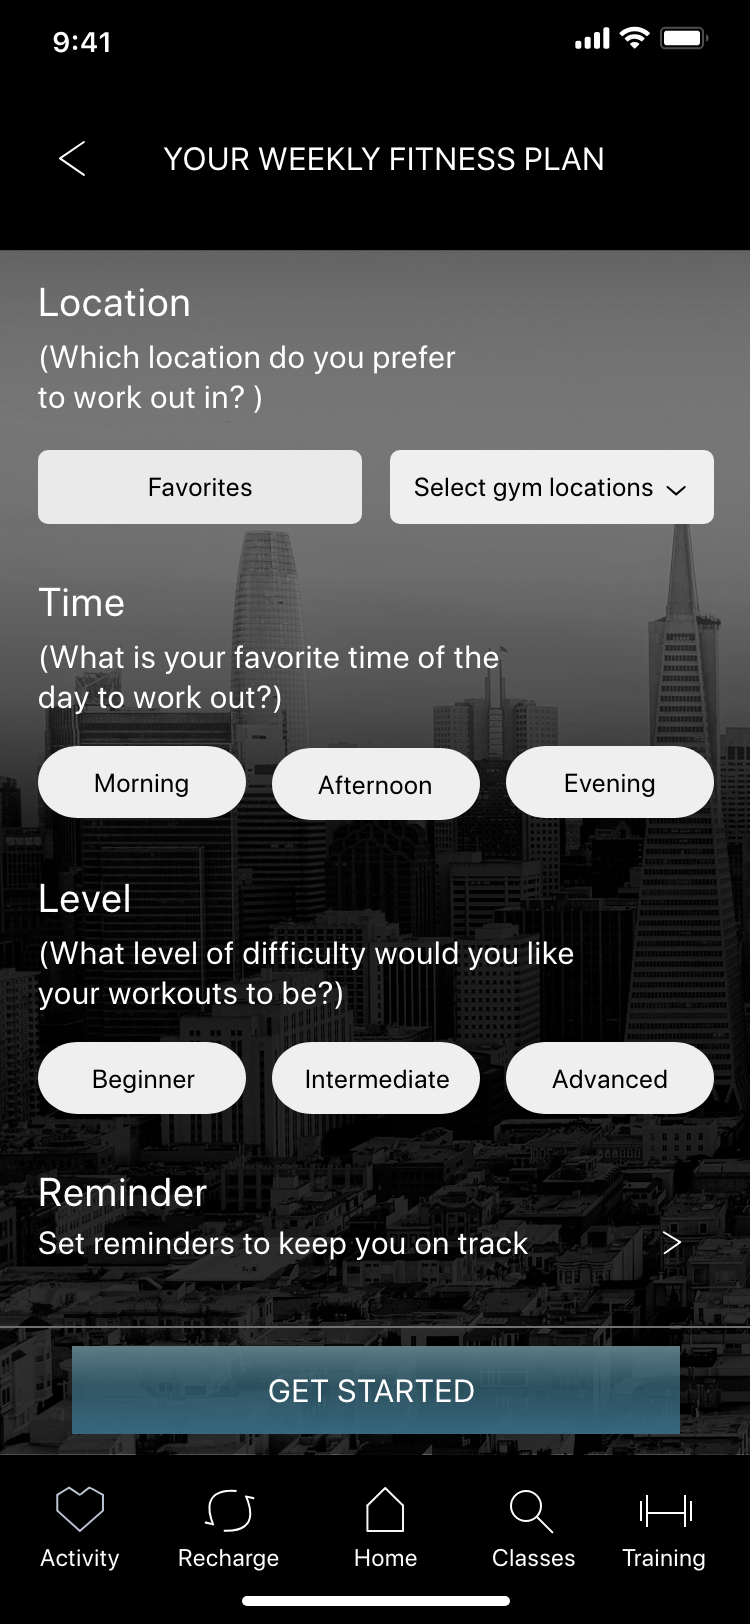 9:41
YOUR WEEKLY FITNESS PLAN
Location
(Which location do you prefer
to work out in? )
Favorites
Select gym locations
Time
(What is your favorite time of the
day to work out?)
Morning
Afternoon
Evening
Level
(What level of difficulty would you like
your workouts to be?)
Beginner
Intermediate
Advanced
Reminder
Set reminders to keep you on track
GET STARTED
Activity
Recharge
Home
Classes
Training